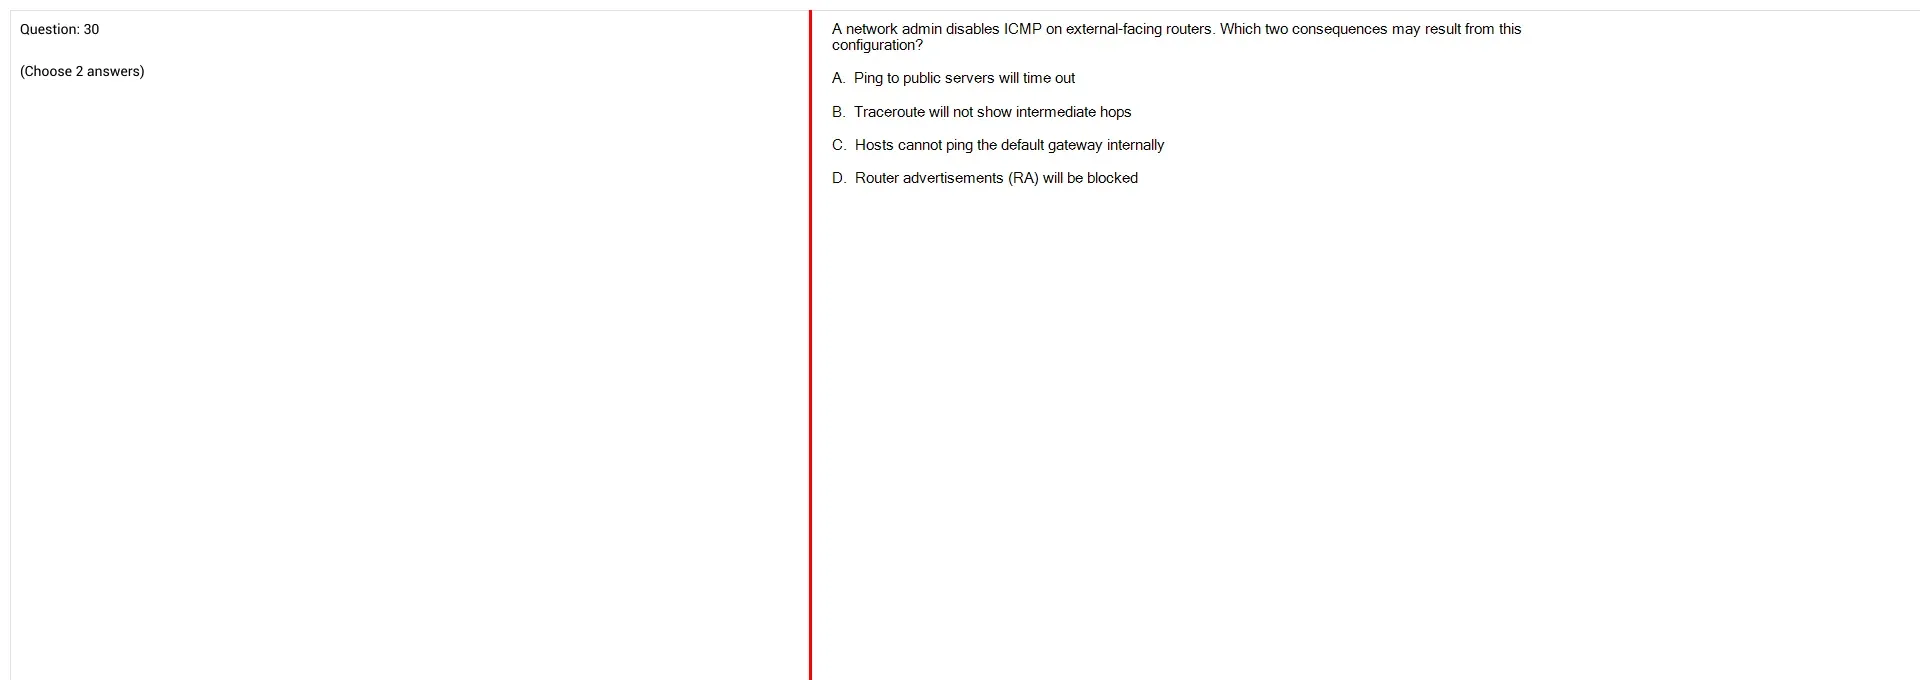 Question: 30
(Choose 2 answers)
A network admin disables ICMP on external-facing routers. Which two consequences may result from this
configuration?
A. Ping to public servers will time out
B. Traceroute will not show intermediate hops
C. Hosts cannot ping the default gateway internally
D. Router advertisements (RA) will be blocked